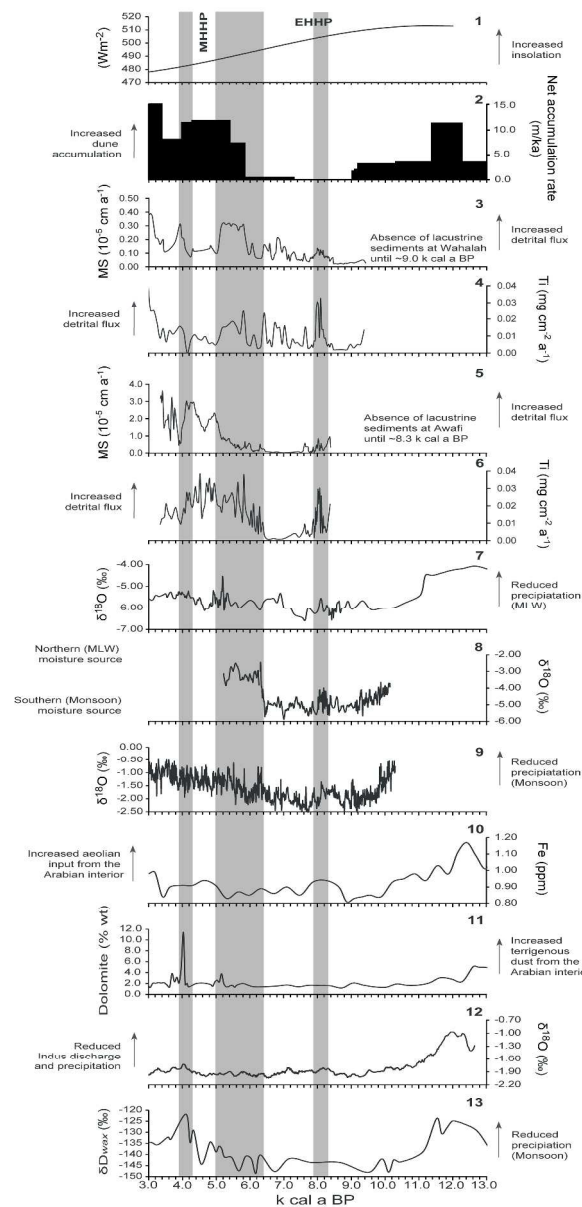 520
510
500
490
480
470
(Wm-2)
MHHP
EHHP
1
Increased
insolation
Increased
dune
accumulation
2
15.0
10.0
5.0
0.0
Net accumulation rate
(m/ka)
0.50
0.40
0.30
0.20
0.10
0.00
MS (10-5 cm a-1)
3
Absence of lacustrine
sediments at Wahalah
until ~9.0 k cal a BP
Increased
detrital flux
Increased
detrital flux
4
0.04
0.03
0.02
0.01
0.00
Ti (mg cm-2 a-1)
4.0
3.0
2.0
1.0
0.0
MS (10-5 cm a-1)
5
Absence of lacustrine
sediments at Awafi
until ~8.3 k cal a BP
Increased
detrital flux
Increased
detrital flux
6
0.04
0.03
0.02
0.01
0.00
Ti (mg cm-2 a-1)
-4.00
-5.00
6.00
-7.00
δ18O (‰)
7
Reduced
precipiatation
(MLW)
Northern (MLW)
moisture source
Southern (Monsoon)
moisture source
8
-2.00
-3.00
-4.00
-5.00
-6.00
δ18O (‰)
0.00
-0.50
-1.00
-1.50
-2.00
-2.50
δ18O (‰)
9
Reduced
precipiatation
(Monsoon)
Increased aeolian
input from the
Arabian interior
10
1.20
1.10
1.00
0.90
0.80
Fe (ppm)
12.0
10.0
8.0
6.0
4.0
2.0
0.0
Dolomite (% wt)
11
Increased
terrigenous
dust from the
Arabian interio
Reduced
Indus discharge
and precipitation
12
-0.70
-1.00
-1.30
-1.60
-1.90
-2.20
δ18O (‰)
-120
-125
-130
-135
-140
-145
-150
δDwax (‰)
13
Reduced
precipiation
(Monsoon)
3.0 4.0 5.0 6.0 7.0 8.0 9.0 10.0 11.0 12.0 13.0
k cal a BP